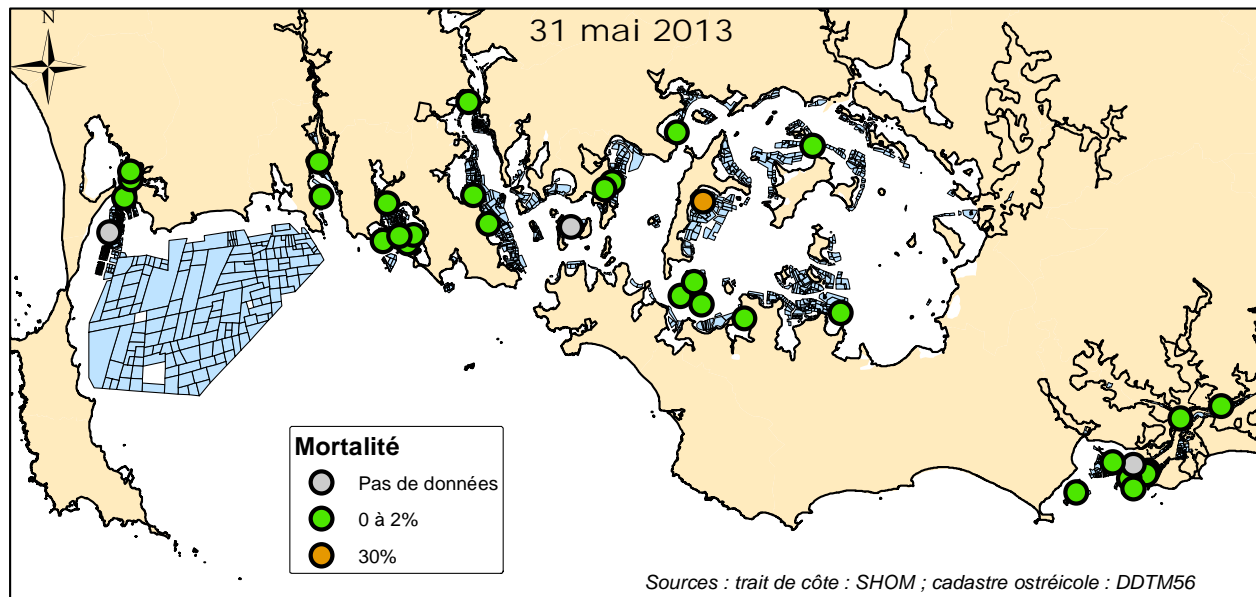 N
31 mai 2013
Mortalité
Pas de données
0 à 2%
30%
Sources : trait de côte : SHOM ; cadastre ostréicole : DDTM56